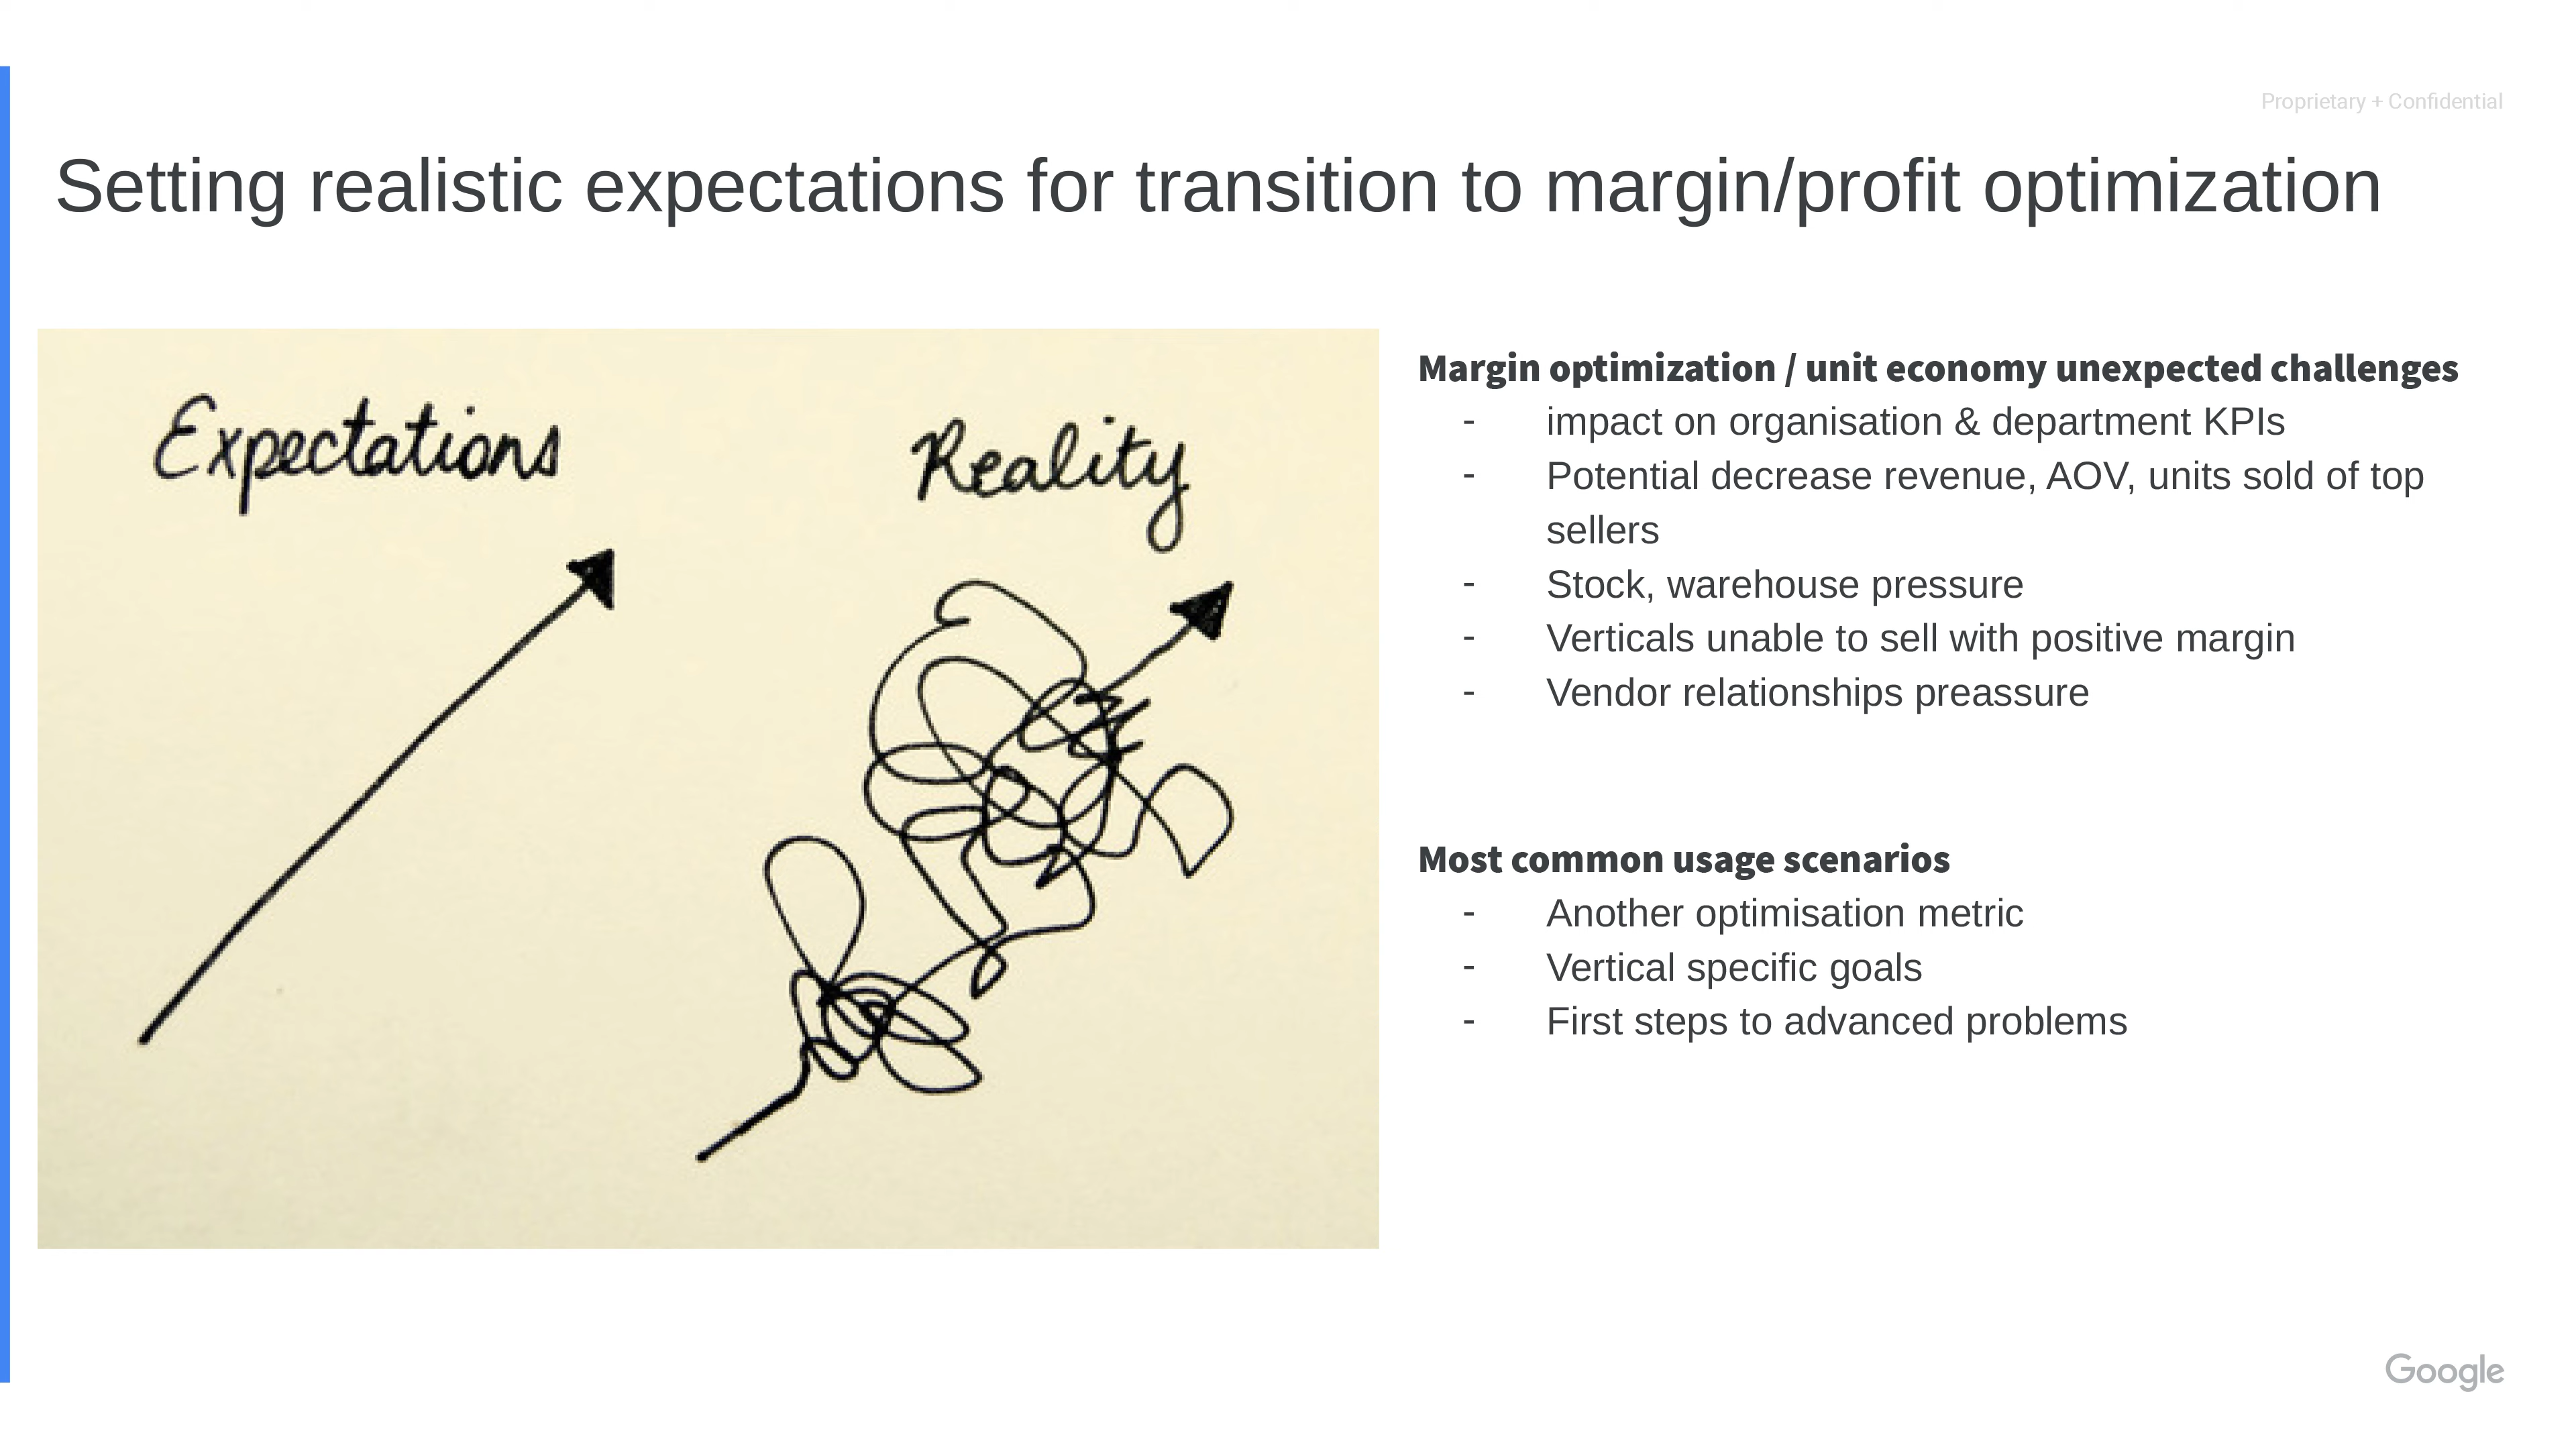 Proprietary + Confidential
Setting realistic expectations for transition to margin/profit optimization
Expectations
Reality
Margin optimization / unit economy unexpected challenges
- impact on organisation & department KPIs
- Potential decrease revenue, AOV, units sold of top
sellers
- Stock, warehouse pressure
- Verticals unable to sell with positive margin
- Vendor relationships preassure
Most common usage scenarios
- Another optimisation metric
- Vertical specific goals
- First steps to advanced problems
Google